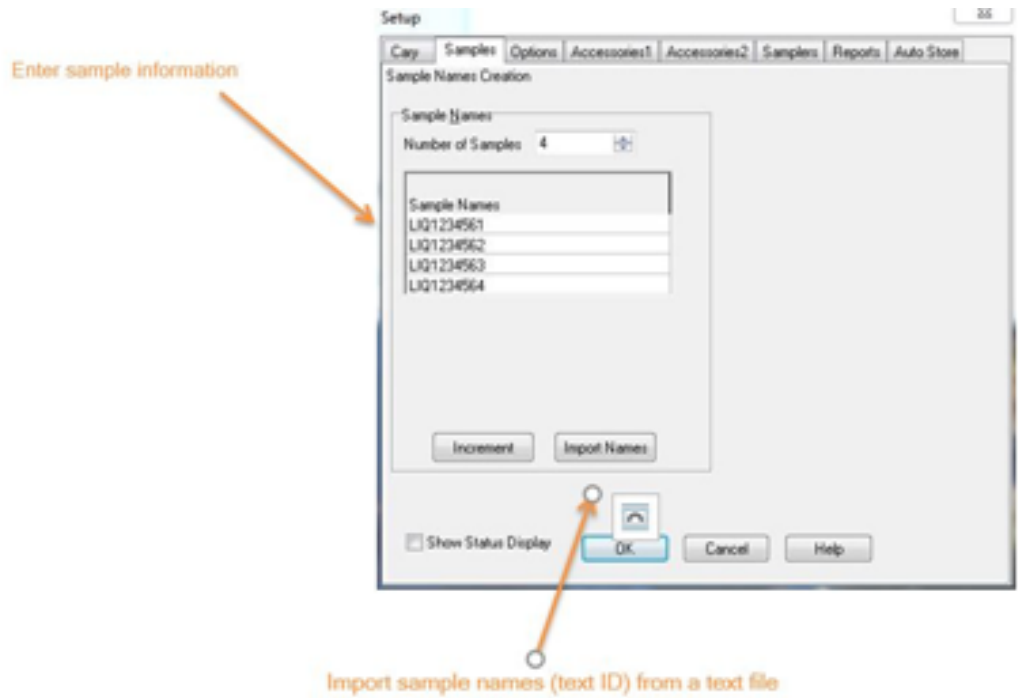 Setup
Cary Samples Options Accessories1 Accessories2 Samplers Reports Auto Store
Enter sample information
Sample Names Creation
Sample Names
Number of Samples 4
Sample Names
LIQ1234561
LIQ1234562
LIQ1234563
LIQ1234564
Increment Import Names
Show Status Display OK Cancel Help
Import sample names (text ID) from a text file